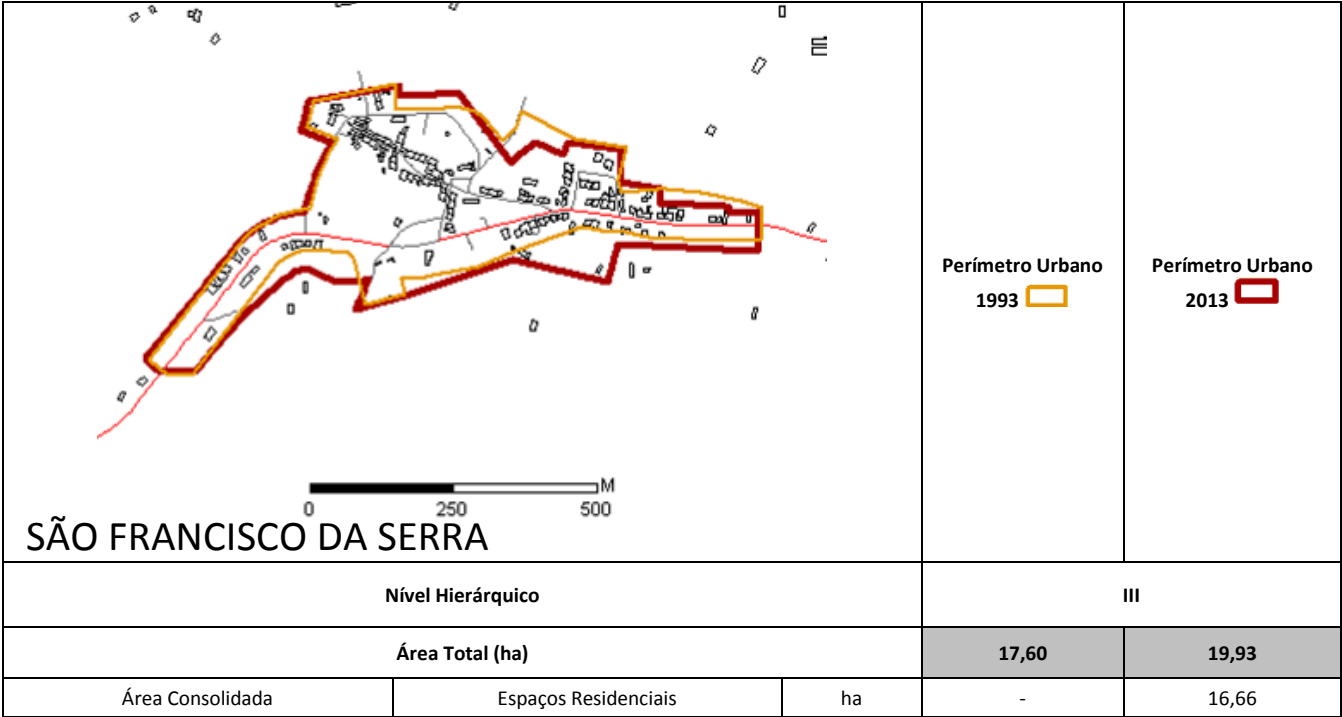 M
0 250 500
SÃO FRANCISCO DA SERRA
Perímetro Urbano
1993
Perímetro Urbano
2013
Nível Hierárquico III
Área Total (ha) 17,60 19,93
Área Consolidada Espaços Residenciais ha - 16,66